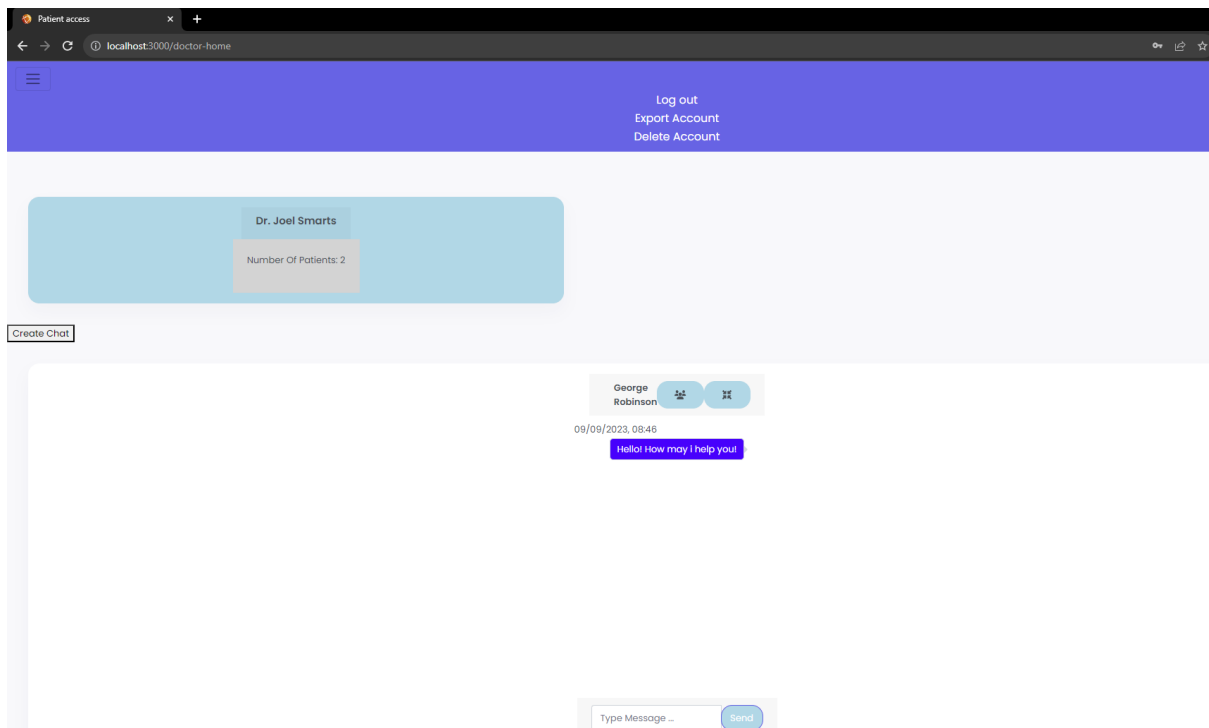 Patient access
localhost:3000/doctor-home
Log out
Export Account
Delete Account
Dr. Joel Smarts
Number Of Patients: 2
Create Chat
George
Robinson
09/09/2023, 08:46
Hello! How may i help you!
Type Message ...
Send